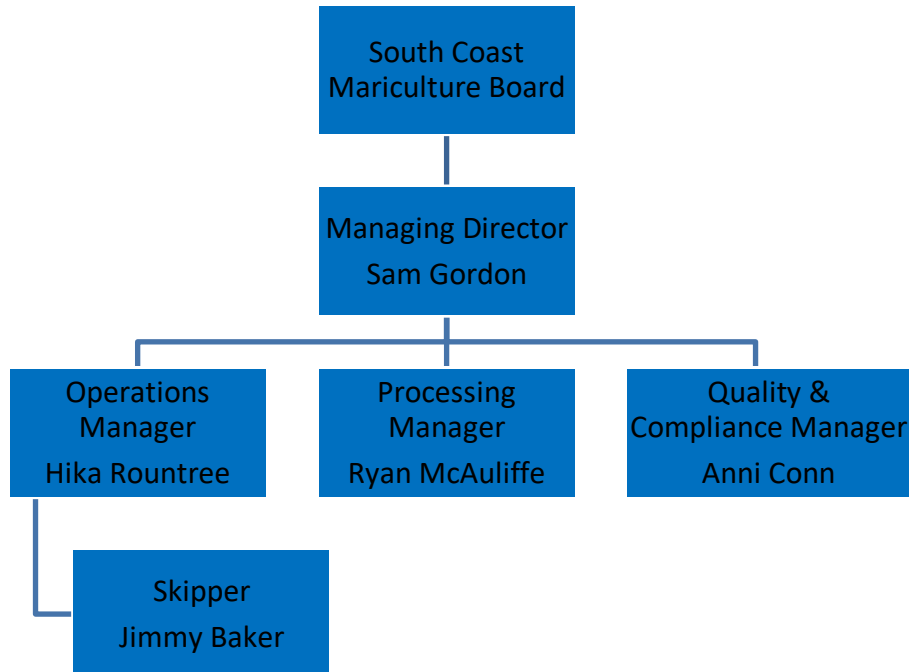 South Coast
Mariculture Board
Managing Director
Sam Gordon
Operations
Manager
Hika Rountree
Processing
Manager
Ryan McAuliffe
Quality &
Compliance Manager
Anni Conn
Skipper
Jimmy Baker